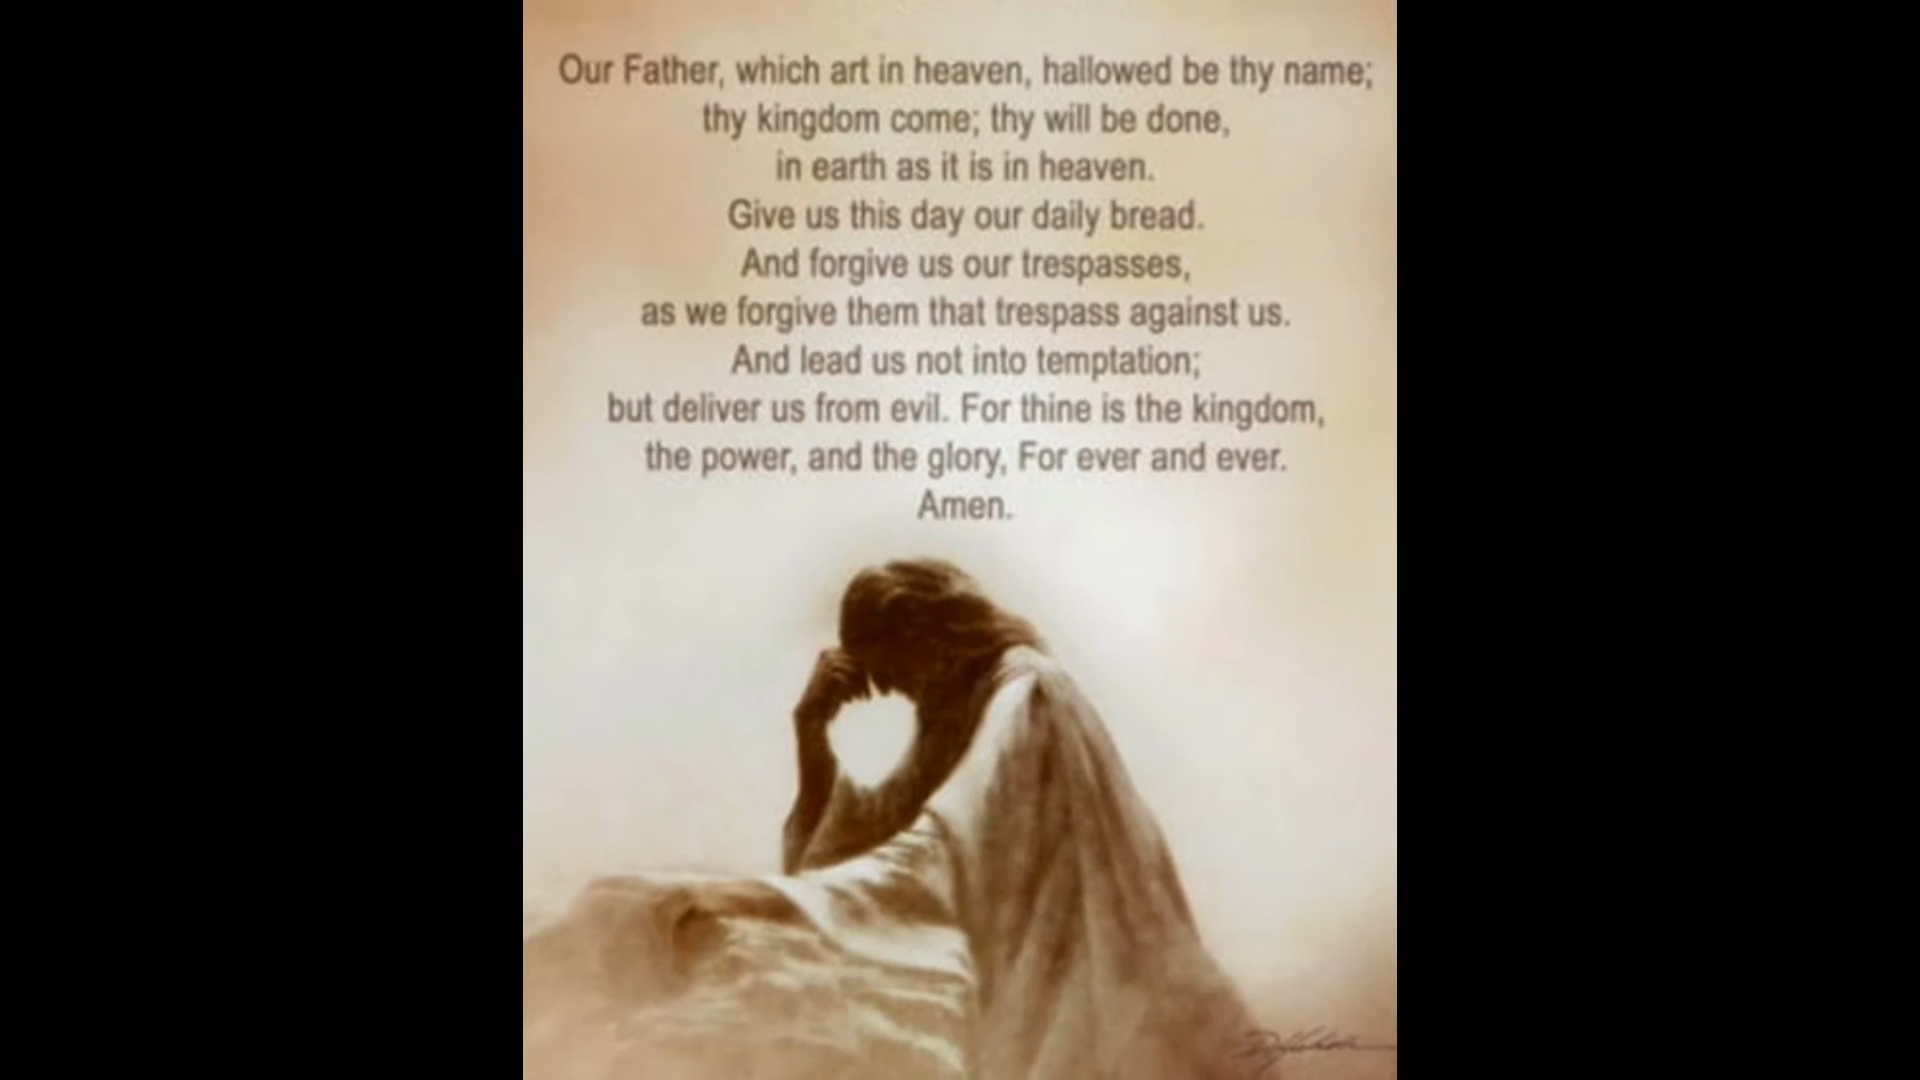 Our Father, which art in heaven, hallowed be thy name;
thy kingdom come; thy will be done,
in earth as it is in heaven.
Give us this day our daily bread.
And forgive us our trespasses,
as we forgive them that trespass against us.
And lead us not into temptation;
but deliver us from evil. For thine is the kingdom,
the power, and the glory, For ever and ever.
Amen.